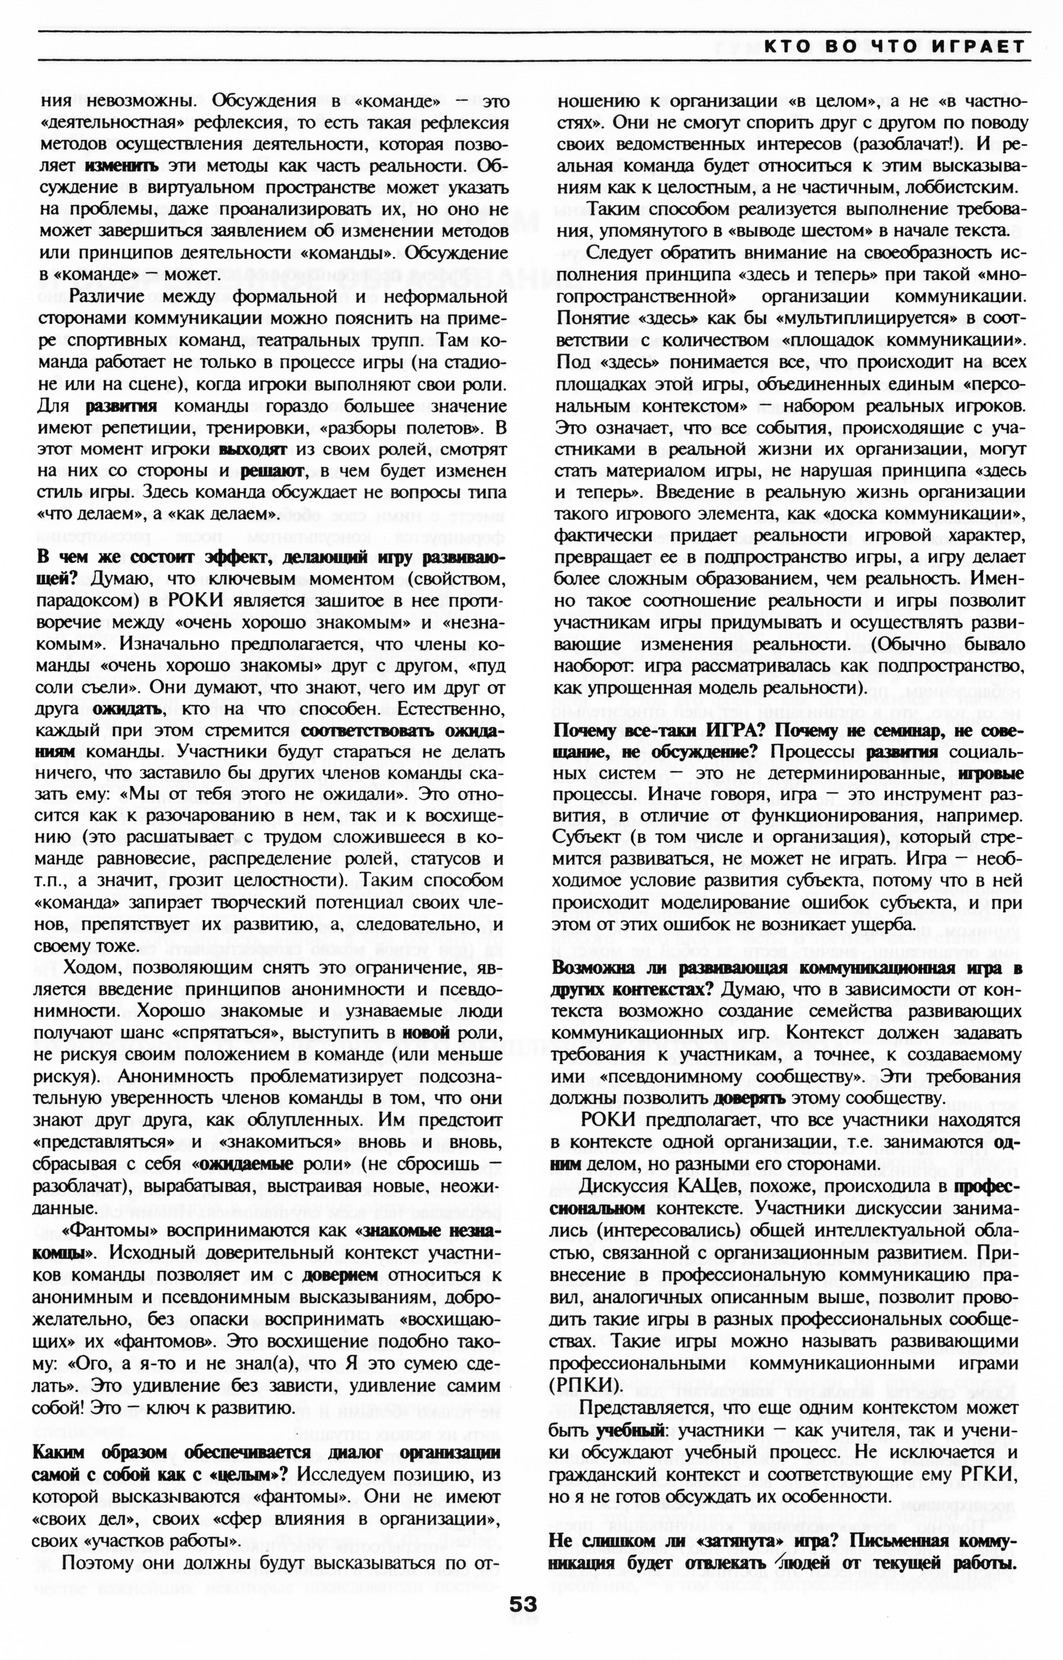 КТО ВО ЧТО ИГРАЕТ
ния невозможны. Обсуждения в «команде» — это
«деятельностная» рефлексия, то есть такая рефлексия
методов осуществления деятельности, которая позво-
ляет изменить эти методы как часть реальности. Об-
суждение в виртуальном пространстве может указать
на проблемы, даже проанализировать их, но оно не
может завершиться заявлением об изменении методов
или принципов деятельности «команды». Обсуждение
в «команде» — может.
Различие между формальной и неформальной
сторонами коммуникации можно пояснить на приме-
ре спортивных команд, театральных трупп. Там ко-
манда работает не только в процессе игры (на стадио-
не или на сцене), когда игроки выполняют свои роли.
Для развития команды гораздо большее значение
имеют репетиции, тренировки, «разборы полетов». В
этот момент игроки выходят из своих ролей, смотрят
на них со стороны и решают, в чем будет изменен
стиль игры. Здесь команда обсуждает не вопросы типа
«что делаем», а «как делаем».
В чем же состоит эффект, делающий игру развиваю-
щей? Думаю, что ключевым моментом (свойством,
парадоксом) в РОКИ является зашитое в нее проти-
воречие между «очень хорошо знакомым» и «незна-
комым». Изначально предполагается, что члены ко-
манды «очень хорошо знакомы» друг с другом, «пуд
соли съели». Они думают, что знают, чего им друг от
друга ожидать, кто на что способен. Естественно,
каждый при этом стремится соответствовать ожида-
ниям команды. Участники будут стараться не делать
ничего, что заставило бы других членов команды ска-
зать ему: «Мы от тебя этого не ожидали». Это отно-
сится как к разочарованию в нем, так и к восхище-
нию (это расшатывает с трудом сложившееся в ко-
манде равновесие, распределение ролей, статусов и
т.п., а значит, грозит целостности). Таким способом
«команда» запирает творческий потенциал своих чле-
нов, препятствует их развитию, а, следовательно, и
своему тоже.
Ходом, позволяющим снять это ограничение, яв-
ляется введение принципов анонимности и псевдо-
нимности. Хорошо знакомые и узнаваемые люди
получают шанс «спрятаться», выступить в новой роли,
не рискуя своим положением в команде (или меньше
рискуя). Анонимность проблематизирует подсозна-
тельную уверенность членов команды в том, что они
знают друг друга, как облупленных. Им предстоит
«представляться» и «знакомиться» вновь и вновь,
сбрасывая с себя «ожидаемые роли» (не сбросишь —
разоблачат), вырабатывая, выстраивая новые, неожи-
данные.
«Фантомы» воспринимаются как «знакомые незна-
комцы». Исходный доверительный контекст участни-
ков команды позволяет им с доверием относиться к
анонимным и псевдонимным высказываниям, добро-
желательно, без опаски воспринимать «восхищаю-
щих» их «фантомов». Это восхищение подобно тако-
му: «Ого, а я-то и не знал(а), что Я это сумею сде-
лать». Это удивление без зависти, удивление самим
собой! Это — ключ к развитию.
Каким образом обеспечивается диалог организации
самой с собой как с «целым»? Исследуем позицию, из
которой высказываются «фантомы». Они не имеют
«своих дел», своих «сфер влияния в организации»,
своих «участков работы».
Поэтому они должны будут высказываться по от-
ношению к организации «в целом», а не «в частно-
стях». Они не смогут спорить друг с другом по поводу
своих ведомственных интересов (разоблачат!). И ре-
альная команда будет относиться к этим высказыва-
ниям как к целостным, а не частичным, лоббистским.
Таким способом реализуется выполнение требова-
ния, упомянутого в «выводе шестом» в начале текста.
Следует обратить внимание на своеобразность ис-
полнения принципа «здесь и теперь» при такой «мно-
гопространственной» организации коммуникации.
Понятие «здесь» как бы «мультиплицируется» в соот-
ветствии с количеством «площадок коммуникации».
Под «здесь» понимается все, что происходит на всех
площадках этой игры, объединенных единым «персо-
нальным контекстом» — набором реальных игроков.
Это означает, что все события, происходящие с уча-
стниками в реальной жизни их организации, могут
стать материалом игры, не нарушая принципа «здесь
и теперь». Введение в реальную жизнь организации
такого игрового элемента, как «доска коммуникации»,
фактически придает реальности игровой характер,
превращает ее в подпространство игры, а игру делает
более сложным образованием, чем реальность. Имен-
но такое соотношение реальности и игры позволит
участникам игры придумывать и осуществлять разви-
вающие изменения реальности. (Обычно бывало
наоборот: игра рассматривалась как подпространство,
как упрощенная модель реальности).
Почему все-таки ИГРА? Почему не семинар, не сове-
щание, не обсуждение? Процессы развития социаль-
ных систем — это не детерминированные, игровые
процессы. Иначе говоря, игра — это инструмент раз-
вития, в отличие от функционирования, например.
Субъект (в том числе и организация), который стре-
мится развиваться, не может не играть. Игра — необ-
ходимое условие развития субъекта, потому что в ней
происходит моделирование ошибок субъекта, и при
этом от этих ошибок не возникает ущерба.
Возможна ли развивающая коммуникационная игра в
других контекстах? Думаю, что в зависимости от кон-
текста возможно создание семейства развивающих
коммуникационных игр. Контекст должен задавать
требования к участникам, а точнее, к создаваемому
ими «псевдонимному сообществу». Эти требования
должны позволить доверять этому сообществу.
РОКИ предполагает, что все участники находятся
в контексте одной организации, т.е. занимаются од-
ним делом, но разными его сторонами.
Дискуссия КАЦев, похоже, происходила в профес-
сиональном контексте. Участники дискуссии занима-
лись (интересовались) общей интеллектуальной обла-
стью, связанной с организационным развитием. При-
внесение в профессиональную коммуникацию пра-
вил, аналогичных описанным выше, позволит прово-
дить такие игры в разных профессиональных сообще-
ствах. Такие игры можно называть развивающими
профессиональными коммуникационными играми
(РПКИ).
Представляется, что еще одним контекстом может
быть учебный: участники — как учителя, так и учени-
ки обсуждают учебный процесс. Не исключается и
гражданский контекст и соответствующие ему РГКИ,
но я не готов обсуждать их особенности.
Не слишком ли «затянута» игра? Письменная комму-
никация будет отвлекать людей от текущей работы.
53